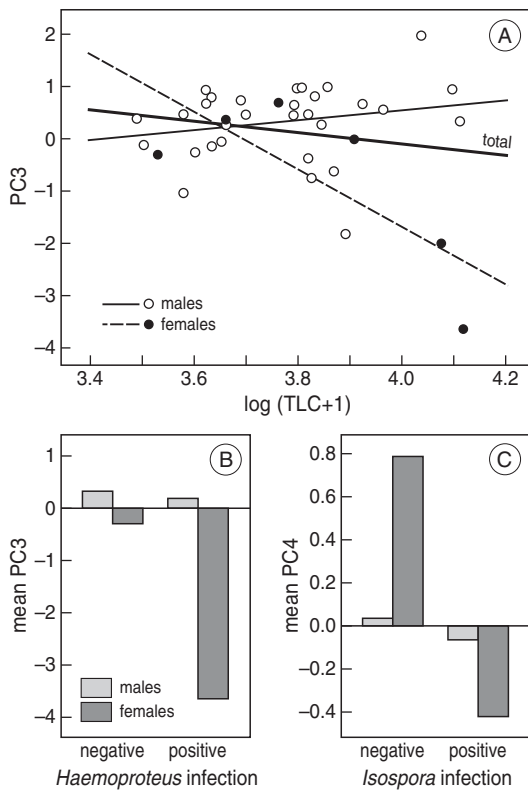 A
2
1
0
−1
−2
−3
−4
PC3
total
males
females
3.4 3.6 3.8 4.0 4.2
log (TLC+1)
B
1
0
−1
−2
−3
−4
mean PC3
males
females
negative positive
Haemoproteus infection
C
0.8
0.6
0.4
0.2
0.0
−0.2
−0.4
mean PC4
negative positive
Isospora infection